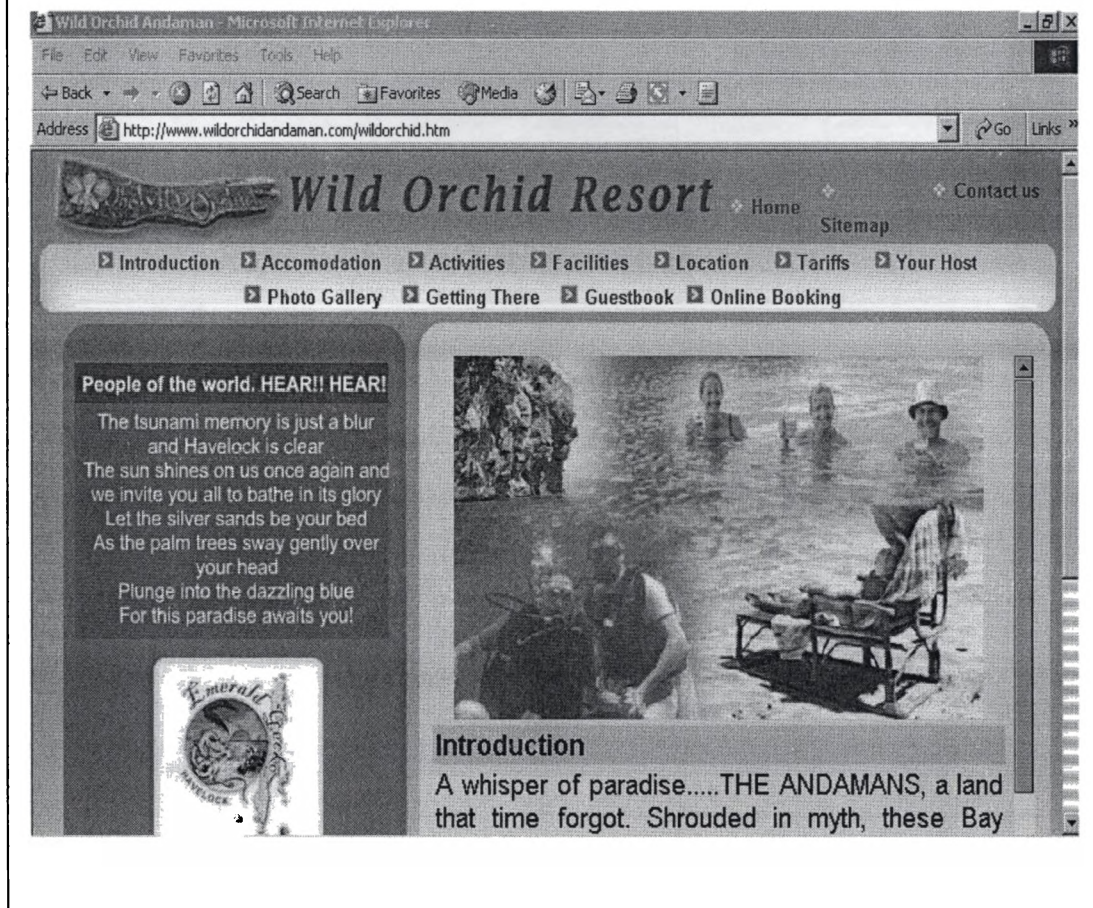 Wild Orchid Andaman - Microsoft Internet Explorer
File Edit View Favorites Tools Help
Back Search Favorites Media
Address http://www.wildorchidandaman.com/wildorchid.htm Go Links »
Wild Orchid Resort Home Sitemap Contact us
Introduction Accomodation Activities Facilities Location Tariffs Your Host
Photo Gallery Getting There Guestbook Online Booking
People of the world. HEAR!! HEAR!
The tsunami memory is just a blur
and Havelock is clear
The sun shines on us once again and
we invite you all to bathe in its glory
Let the silver sands be your bed
As the palm trees sway gently over
your head
Plunge into the dazzling blue
For this paradise awaits you!
Emerald Gecko
HAVELOCK
Introduction
A whisper of paradise.....THE ANDAMANS, a land
that time forgot. Shrouded in myth, these Bay